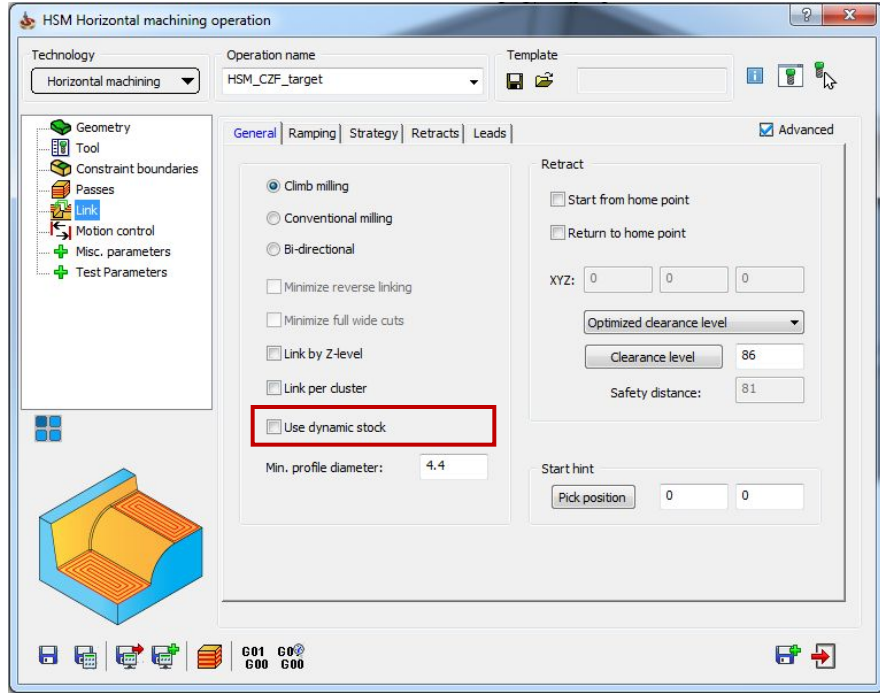 HSM Horizontal machining operation
Technology
Horizontal machining
Operation name
HSM_CZF_target
Template
Geometry
Tool
Constraint boundaries
Passes
Link
Motion control
Misc. parameters
Test Parameters
General Ramping Strategy Retracts Leads
Advanced
Climb milling
Conventional milling
Bi-directional
Minimize reverse linking
Minimize full wide cuts
Link by Z-level
Link per cluster
Use dynamic stock
Min. profile diameter: 4.4
Retract
Start from home point
Return to home point
XYZ: 0 0 0
Optimized clearance level
Clearance level 86
Safety distance: 81
Start hint
Pick position 0 0
G01 G0
G00 G00